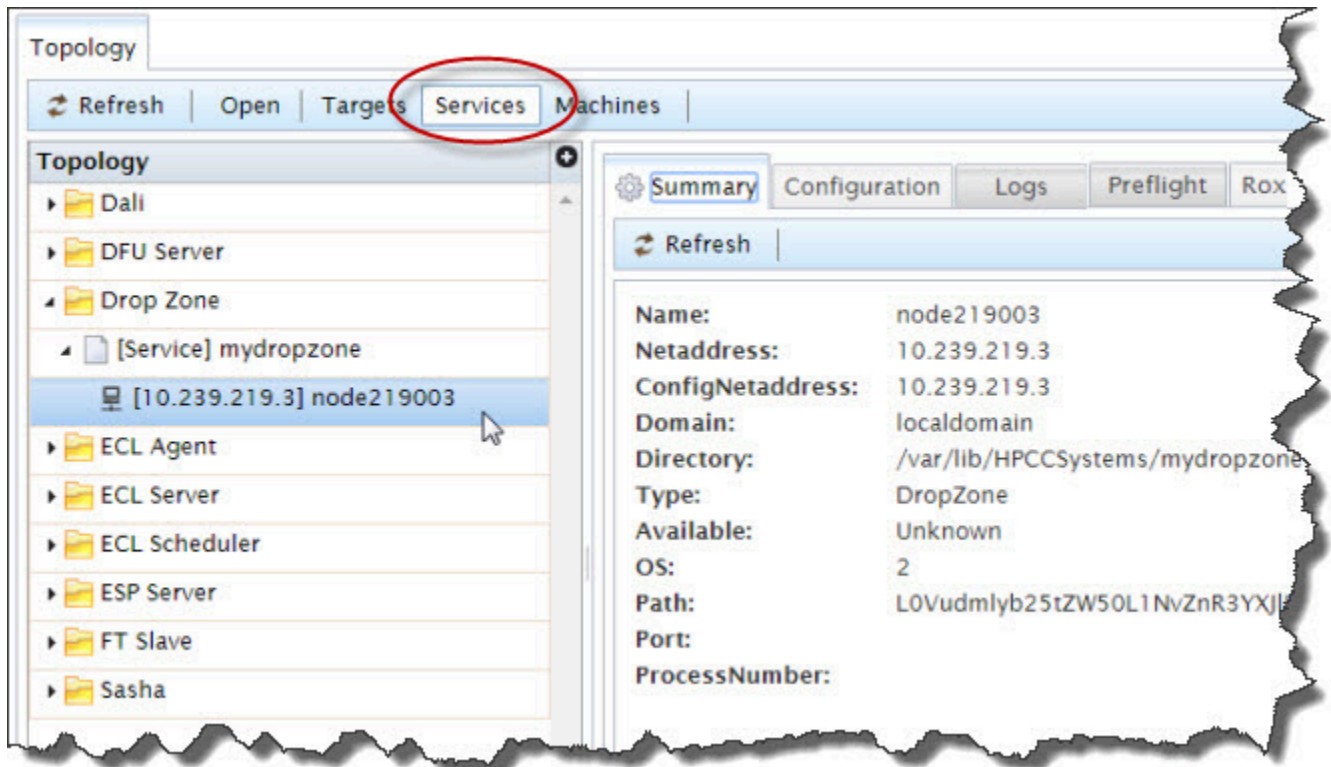 Topology
Refresh Open Targets Services Machines
Topology
Dali
DFU Server
Drop Zone
[Service] mydropzone
[10.239.219.3] node219003
ECL Agent
ECL Server
ECL Scheduler
ESP Server
FT Slave
Sasha
Summary Configuration Logs Preflight Rox
Refresh
Name: node219003
Netaddress: 10.239.219.3
ConfigNetaddress: 10.239.219.3
Domain: localdomain
Directory: /var/lib/HPCCSystems/mydropzone
Type: DropZone
Available: Unknown
OS: 2
Path:
Port:
ProcessNumber: